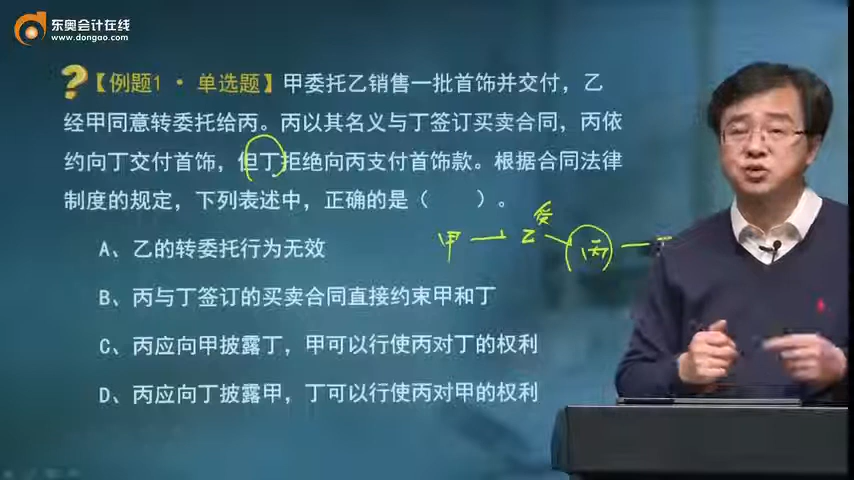 东奥会计在线
www.dongao.com
【例题1 · 单选题】甲委托乙销售一批首饰并交付，乙
经甲同意转委托给丙。丙以其名义与丁签订买卖合同，丙依
约向丁交付首饰，但丁拒绝向丙支付首饰款。根据合同法律
制度的规定，下列表述中，正确的是（ ）。
受
甲 乙 丙
A、乙的转委托行为无效
B、丙与丁签订的买卖合同直接约束甲和丁
C、丙应向甲披露丁，甲可以行使丙对丁的权利
D、丙应向丁披露甲，丁可以行使丙对甲的权利